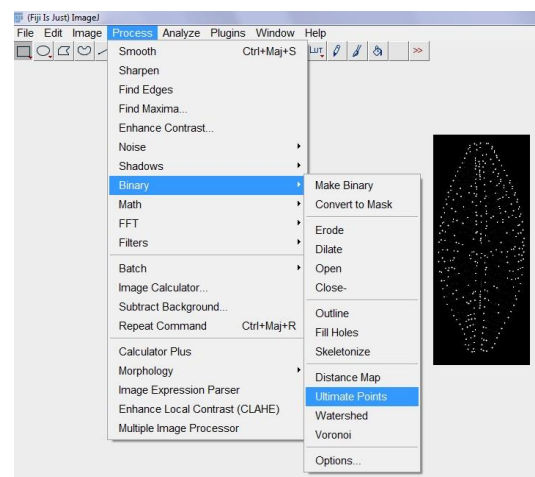 (Fiji Is Just) ImageJ
File Edit Image Process Analyze Plugins Window Help
LUT >>
Smooth Ctrl+Maj+S
Sharpen
Find Edges
Find Maxima...
Enhance Contrast...
Noise
Shadows
Binary
Math
FFT
Filters
Batch
Image Calculator...
Subtract Background...
Repeat Command Ctrl+Maj+R
Calculator Plus
Morphology
Image Expression Parser
Enhance Local Contrast (CLAHE)
Multiple Image Processor
Make Binary
Convert to Mask
Erode
Dilate
Open
Close-
Outline
Fill Holes
Skeletonize
Distance Map
Ultimate Points
Watershed
Voronoi
Options...